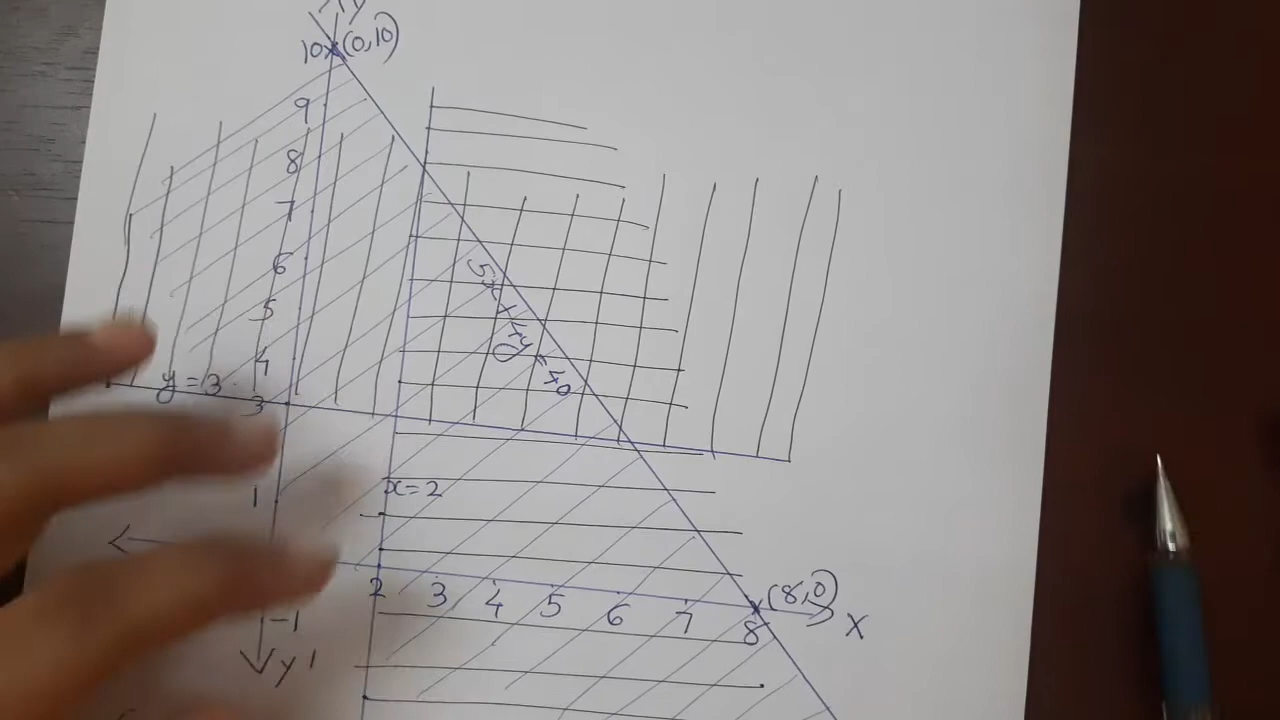 y
10 (0,10)
9
8
7
6
5
4
3
y = 3
5x + 4y = 40
1
x = 2
2 3 4 5 6 7 8
(8,0)
X
-1
y'